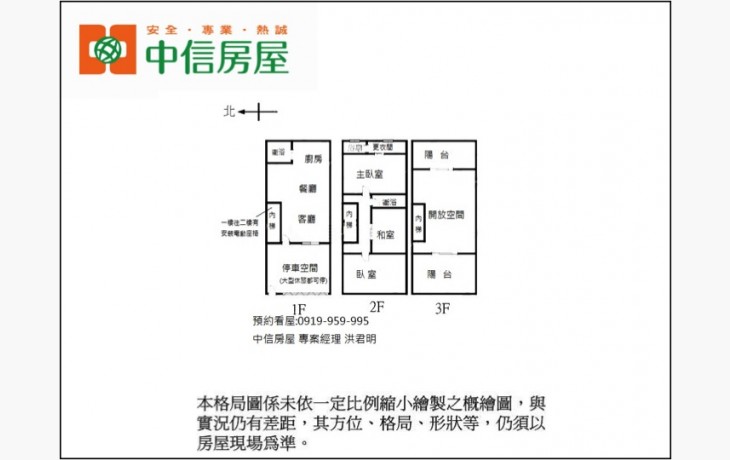 安全・專業・熱誠
中信房屋
北
衛浴
廚房
餐廳
客廳
內梯
一樓往二樓有
安裝電動座椅
停車空間
(大型休旅都可停)
1F
更衣間
主臥室
衛浴
內梯
和室
臥室
2F
陽台
開放空間
內梯
陽台
3F
預約看屋:0919-959-995
中信房屋 專案經理 洪君明
本格局圖係未依一定比例縮小繪製之概繪圖，與
實況仍有差距，其方位、格局、形狀等，仍須以
房屋現場為準。